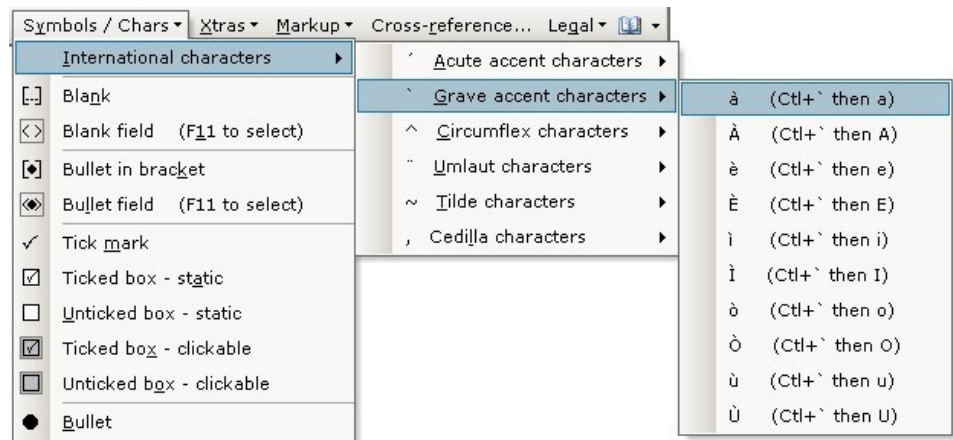 Symbols / Chars Xtras Markup Cross-reference... Legal
International characters
[..] Blank
<> Blank field (F11 to select)
Bullet in bracket
Bullet field (F11 to select)
✓ Tick mark
Ticked box - static
Unticked box - static
Ticked box - clickable
Unticked box - clickable
● Bullet
´ Acute accent characters
` Grave accent characters
^ Circumflex characters
¨ Umlaut characters
~ Tilde characters
, Cedilla characters
à (Ctl+` then a)
À (Ctl+` then A)
è (Ctl+` then e)
È (Ctl+` then E)
ì (Ctl+` then i)
Ì (Ctl+` then I)
ò (Ctl+` then o)
Ò (Ctl+` then O)
ù (Ctl+` then u)
Ù (Ctl+` then U)